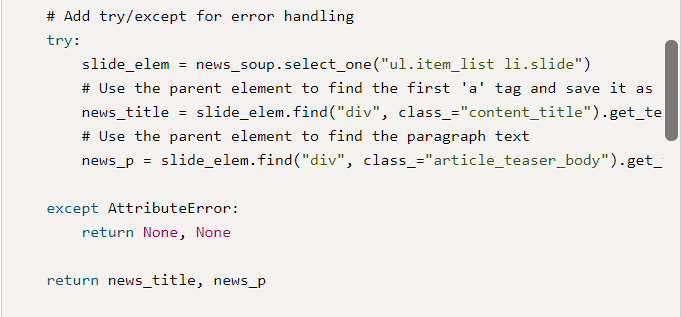 # Add try/except for error handling
try:
    slide_elem = news_soup.select_one("ul.item_list li.slide")
    # Use the parent element to find the first 'a' tag and save it as
    news_title = slide_elem.find("div", class_="content_title").get_te
    # Use the parent element to find the paragraph text
    news_p = slide_elem.find("div", class_="article_teaser_body").get_
except AttributeError:
    return None, None
return news_title, news_p